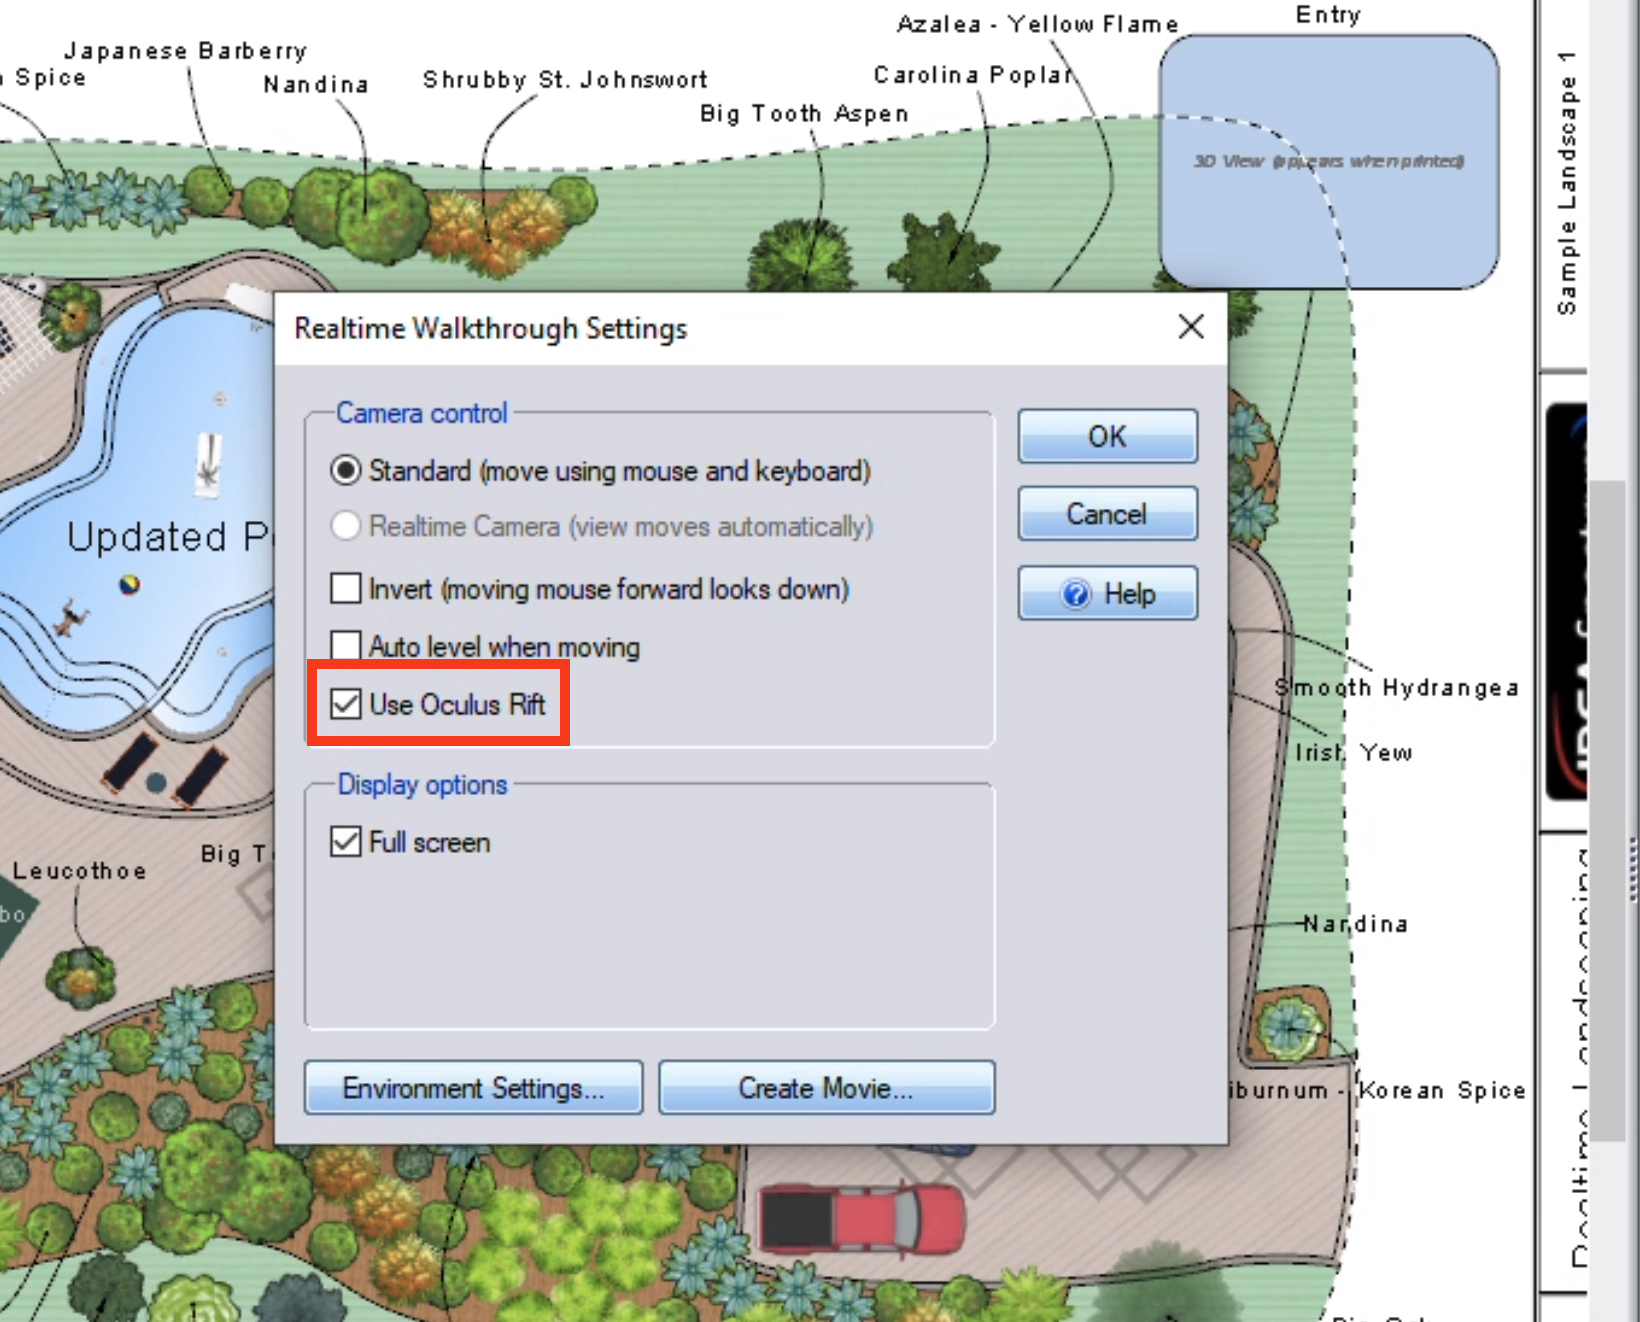 Azalea - Yellow Flame
Entry
Japanese Barberry
Spice
Nandina
Shrubby St. Johnswort
Carolina Poplar
Big Tooth Aspen
3D View (appears when printed)
Sample Landscape 1
Realtime Walkthrough Settings
Camera control
Standard (move using mouse and keyboard)
Realtime Camera (view moves automatically)
Invert (moving mouse forward looks down)
Auto level when moving
Use Oculus Rift
OK
Cancel
Help
Display options
Full screen
Environment Settings...
Create Movie...
Updated P
Smooth Hydrangea
Irish Yew
Big T
Leucothoe
bo
Nandina
iburnum - Korean Spice